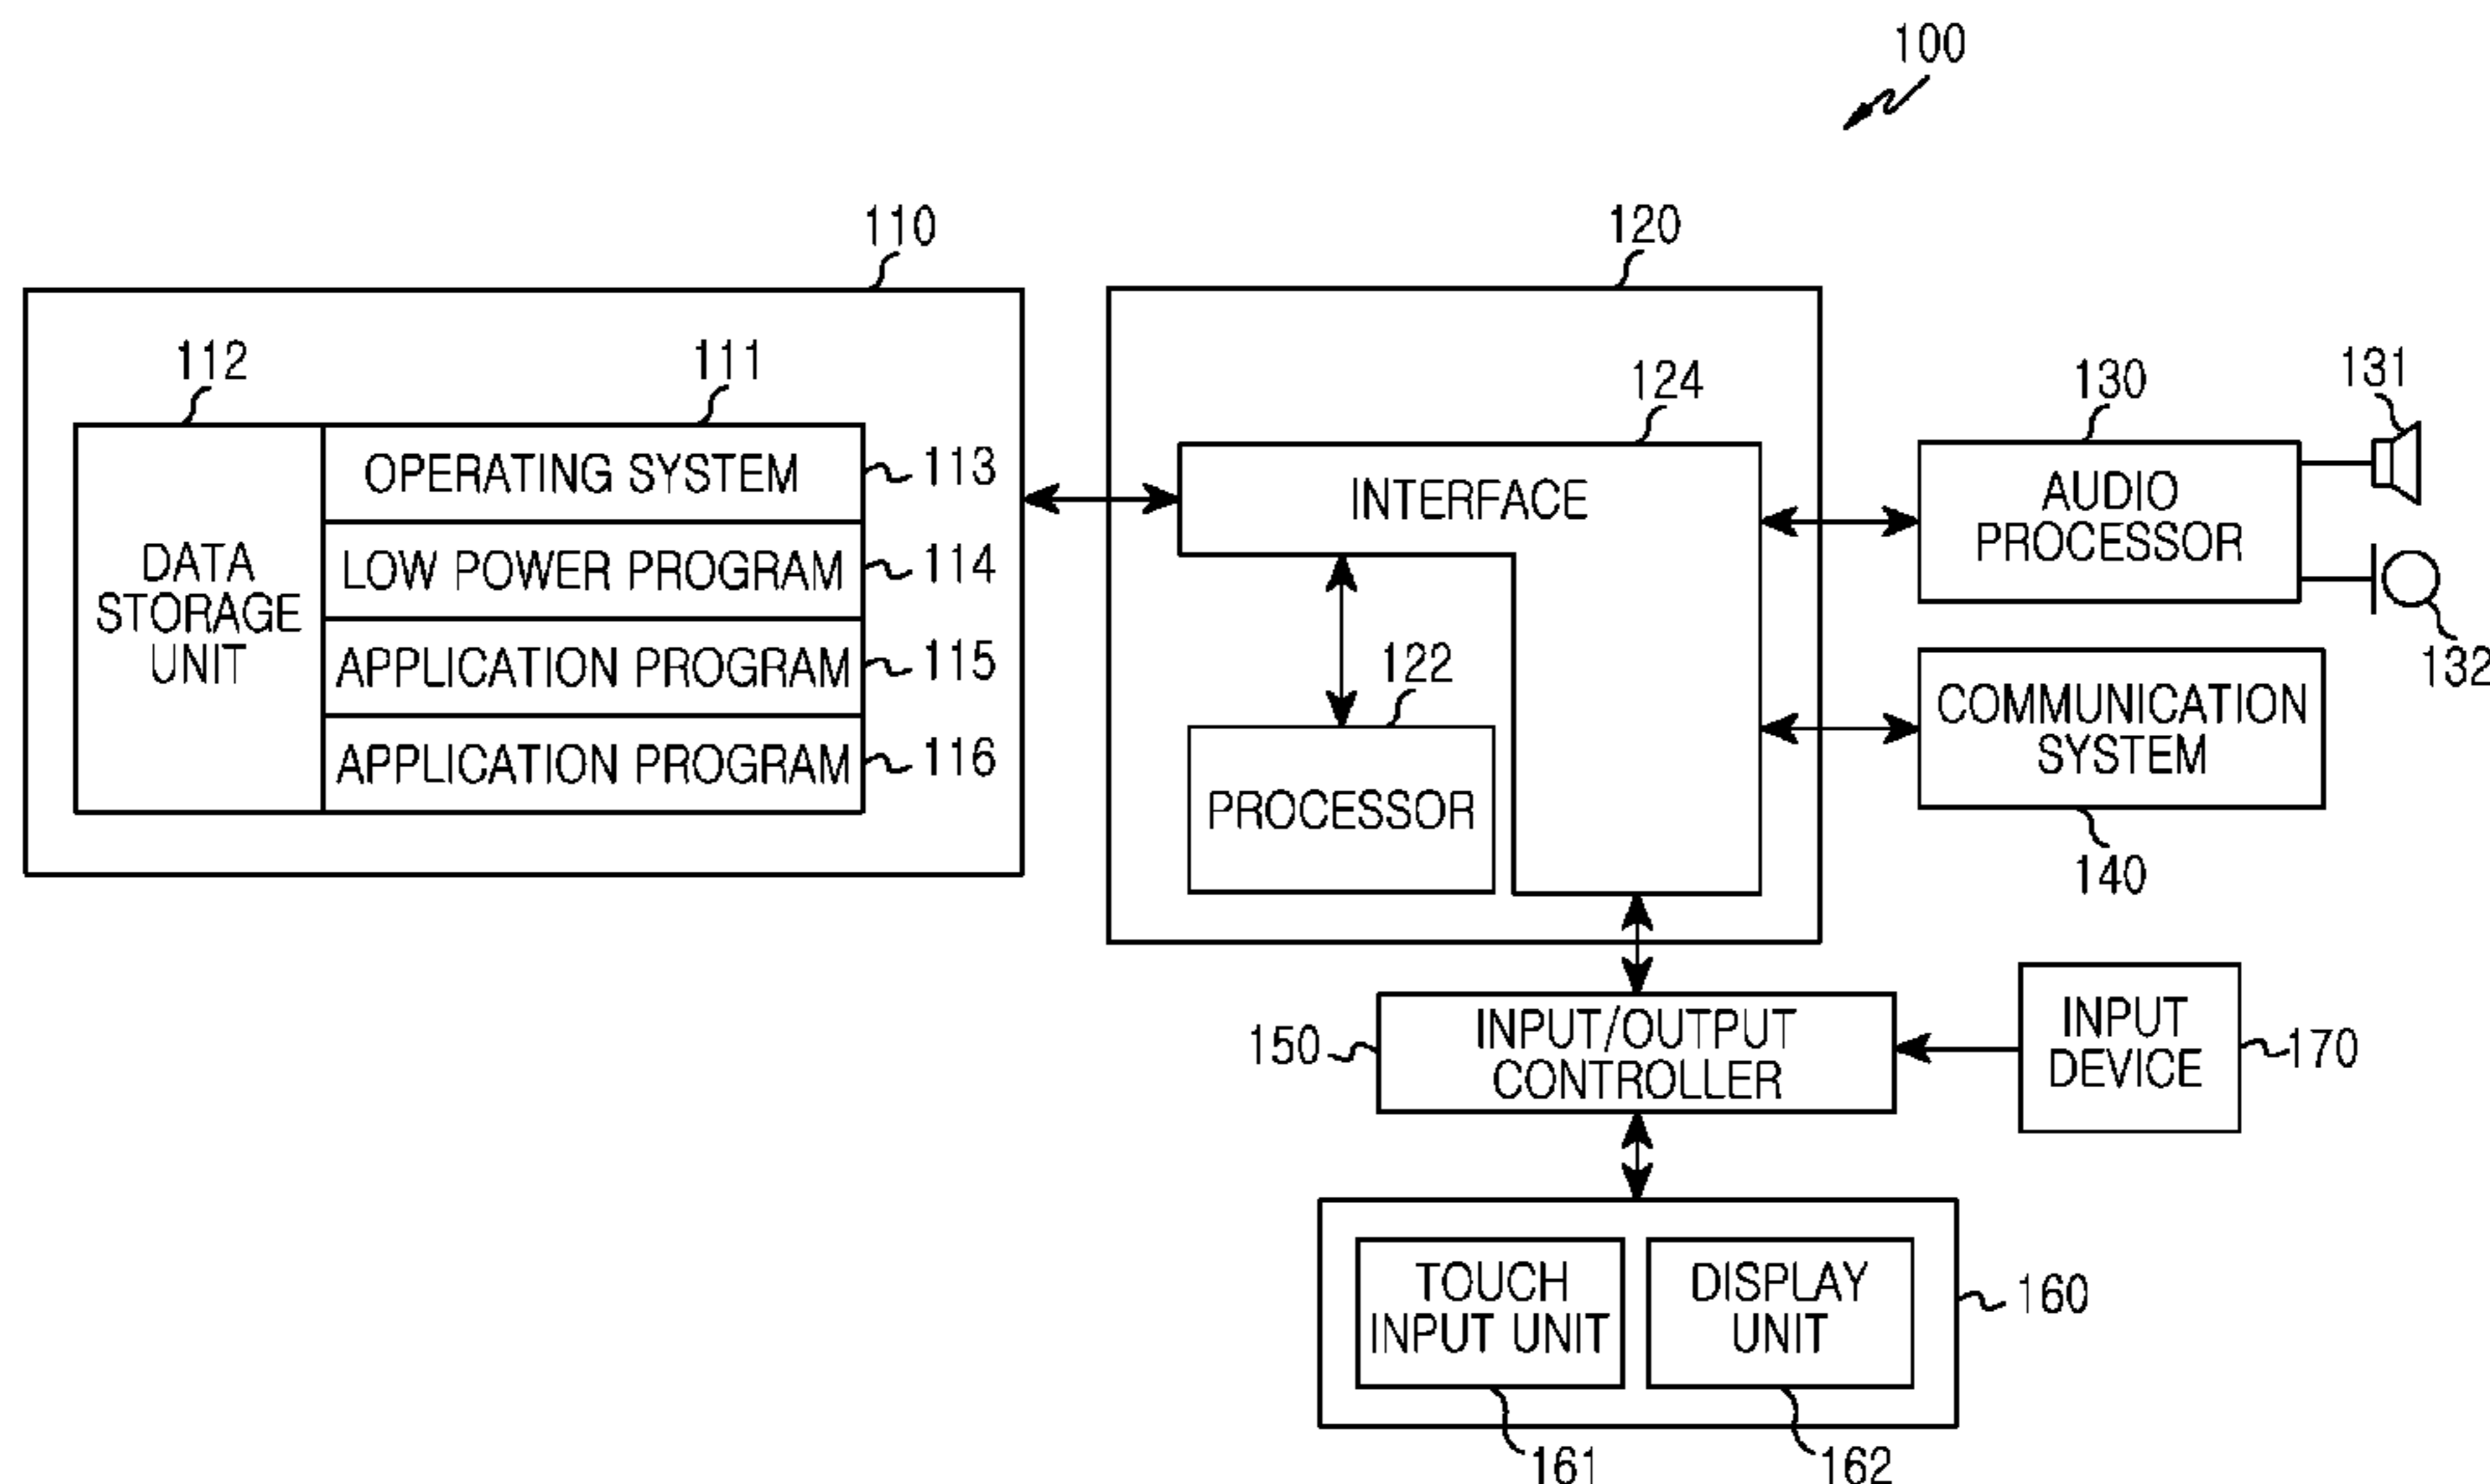 100
110
120
112
111
124
130
131
DATA
STORAGE
UNIT
OPERATING SYSTEM
113
LOW POWER PROGRAM
114
APPLICATION PROGRAM
115
APPLICATION PROGRAM
116
INTERFACE
122
PROCESSOR
AUDIO
PROCESSOR
132
COMMUNICATION
SYSTEM
140
150
INPUT/OUTPUT
CONTROLLER
INPUT
DEVICE
170
TOUCH
INPUT UNIT
DISPLAY
UNIT
160
161
162